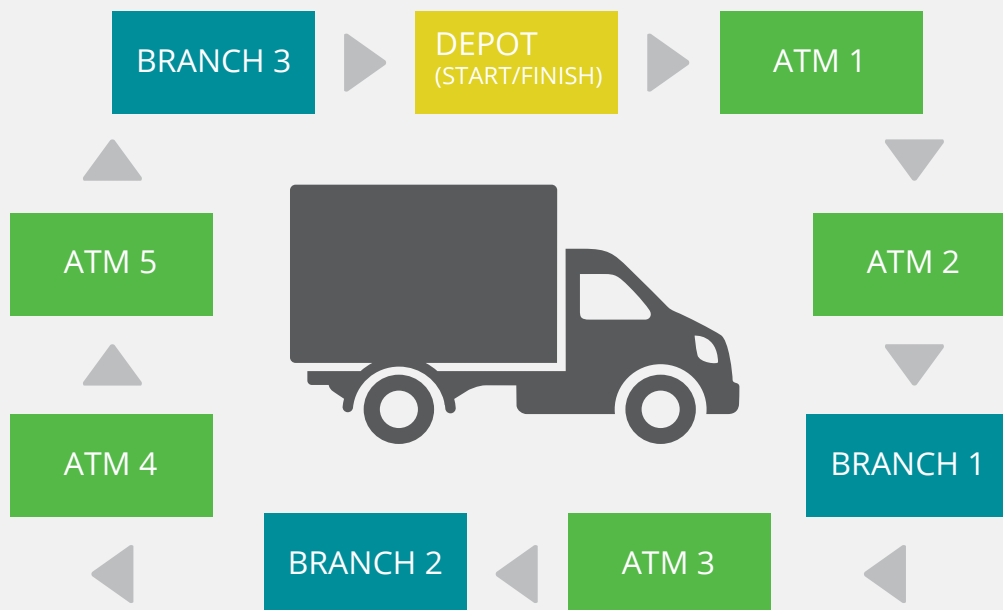 BRANCH 3
DEPOT
(START/FINISH)
ATM 1
ATM 5
ATM 2
ATM 4
BRANCH 1
BRANCH 2
ATM 3